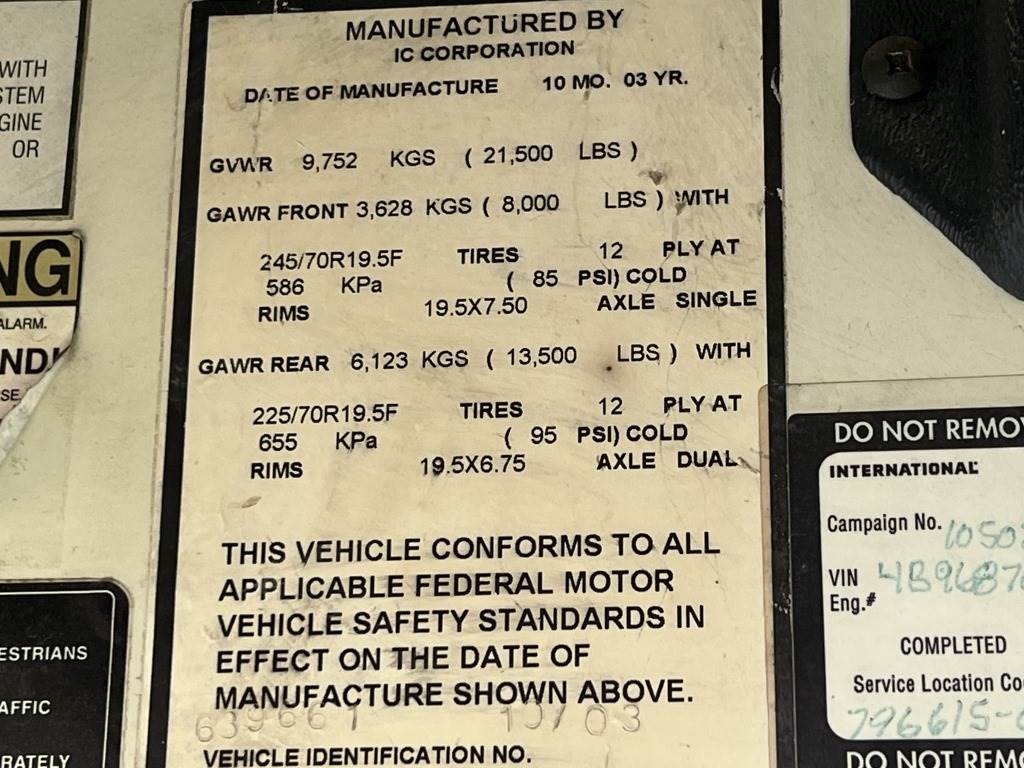 WITH
GINE
OR
NG
ALARM.
SE
ESTRIANS
AFFIC
RATELY
MANUFACTURED BY
IC CORPORATION
DATE OF MANUFACTURE 10 MO. 03 YR.
GVWR 9,752 KGS ( 21,500 LBS )
GAWR FRONT 3,628 KGS ( 8,000 LBS ) WITH
245/70R19.5F TIRES 12 PLY AT
586 KPa ( 85 PSI) COLD
RIMS 19.5X7.50 AXLE SINGLE
GAWR REAR 6,123 KGS ( 13,500 LBS ) WITH
225/70R19.5F TIRES 12 PLY AT
655 KPa ( 95 PSI) COLD
RIMS 19.5X6.75 AXLE DUAL
THIS VEHICLE CONFORMS TO ALL
APPLICABLE FEDERAL MOTOR
VEHICLE SAFETY STANDARDS IN
EFFECT ON THE DATE OF
MANUFACTURE SHOWN ABOVE.
639661 10/03
VEHICLE IDENTIFICATION NO.
DO NOT REMOV
INTERNATIONAL
Campaign No. 1050
VIN 4B9687
Eng.#
COMPLETED
Service Location Co
796615-
DO NOT REM